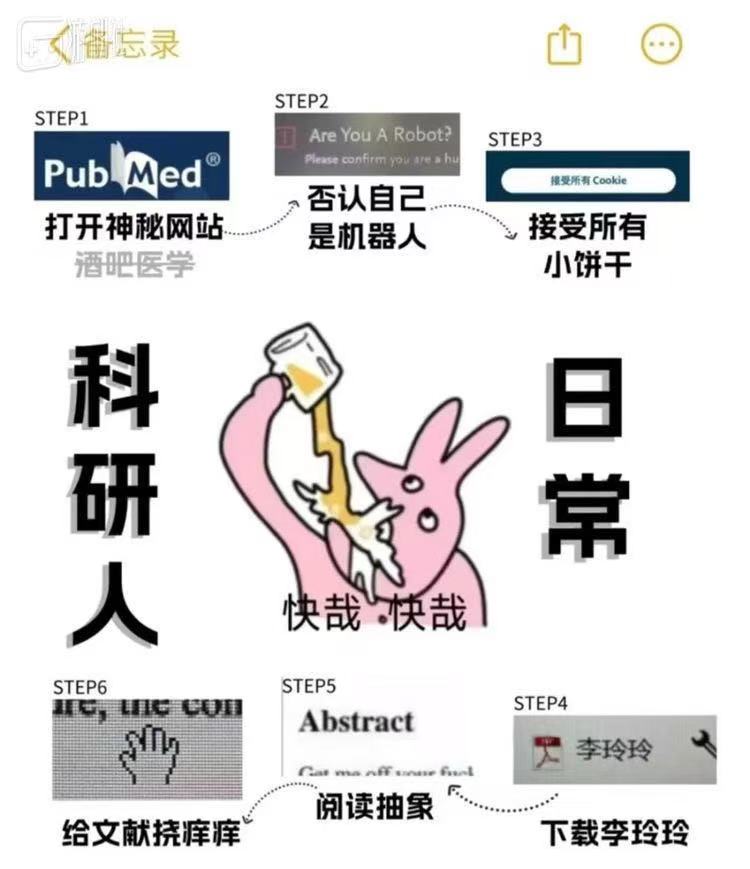 备忘录
STEP1
PubMed®
打开神秘网站
酒吧医学
STEP2
Are You A Robot?
Please confirm you are a hu
否认自己
是机器人
STEP3
接受所有 Cookie
接受所有
小饼干
科研人
日常
快哉 快哉
STEP6
ire, the con
给文献挠痒痒
STEP5
Abstract
Get me off your fuck
阅读抽象
STEP4
李玲玲
下载李玲玲